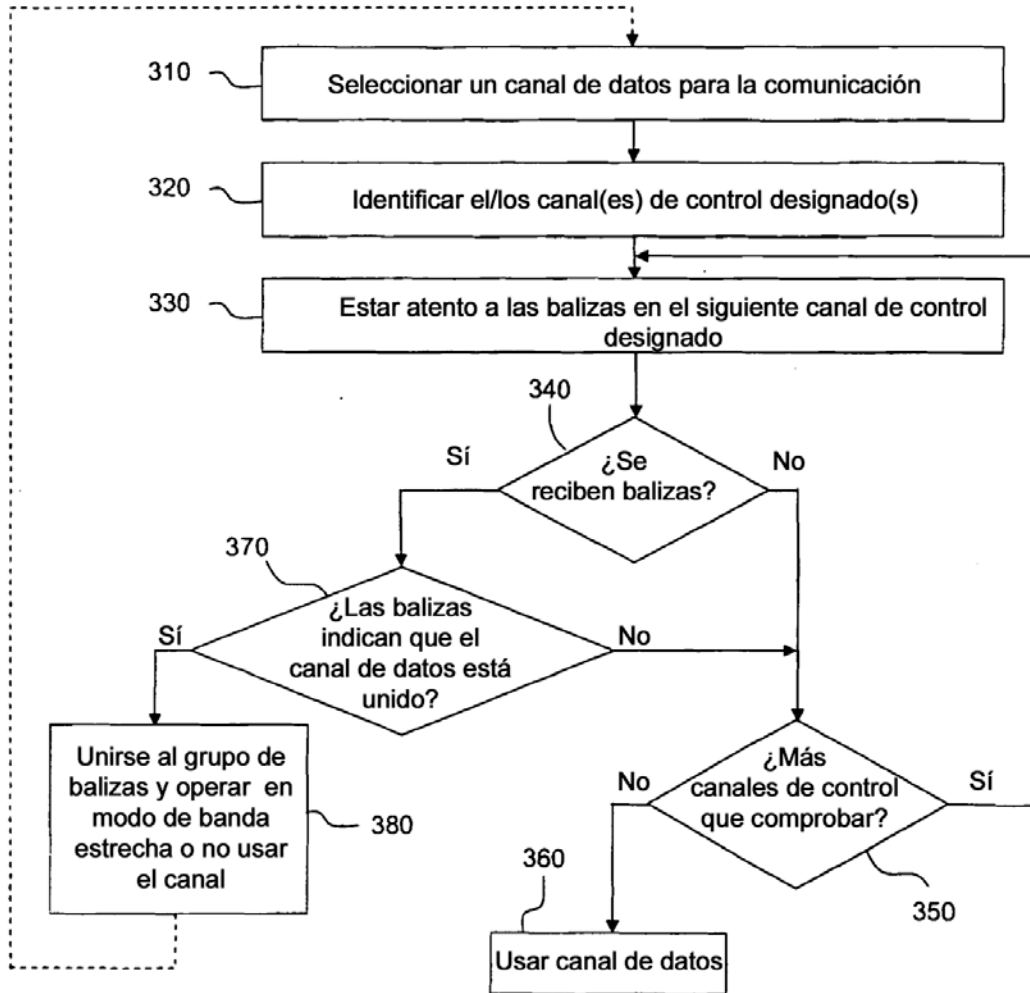 310
Seleccionar un canal de datos para la comunicación
320
Identificar el/los canal(es) de control designado(s)
330
Estar atento a las balizas en el siguiente canal de control
designado
340
Sí
¿Se
reciben balizas?
No
370
Sí
¿Las balizas
indican que el
canal de datos está
unido?
No
Unirse al grupo de
balizas y operar en
modo de banda
estrecha o no usar
el canal
380
No
¿Más
canales de control
que comprobar?
Sí
350
360
Usar canal de datos